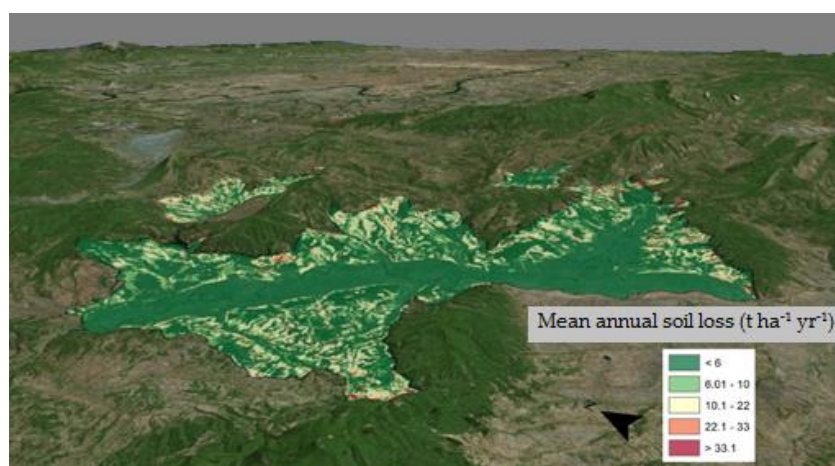 Mean annual soil loss (t ha⁻¹ yr⁻¹)
< 6
6.01 - 10
10.1 - 22
22.1 - 33
> 33.1